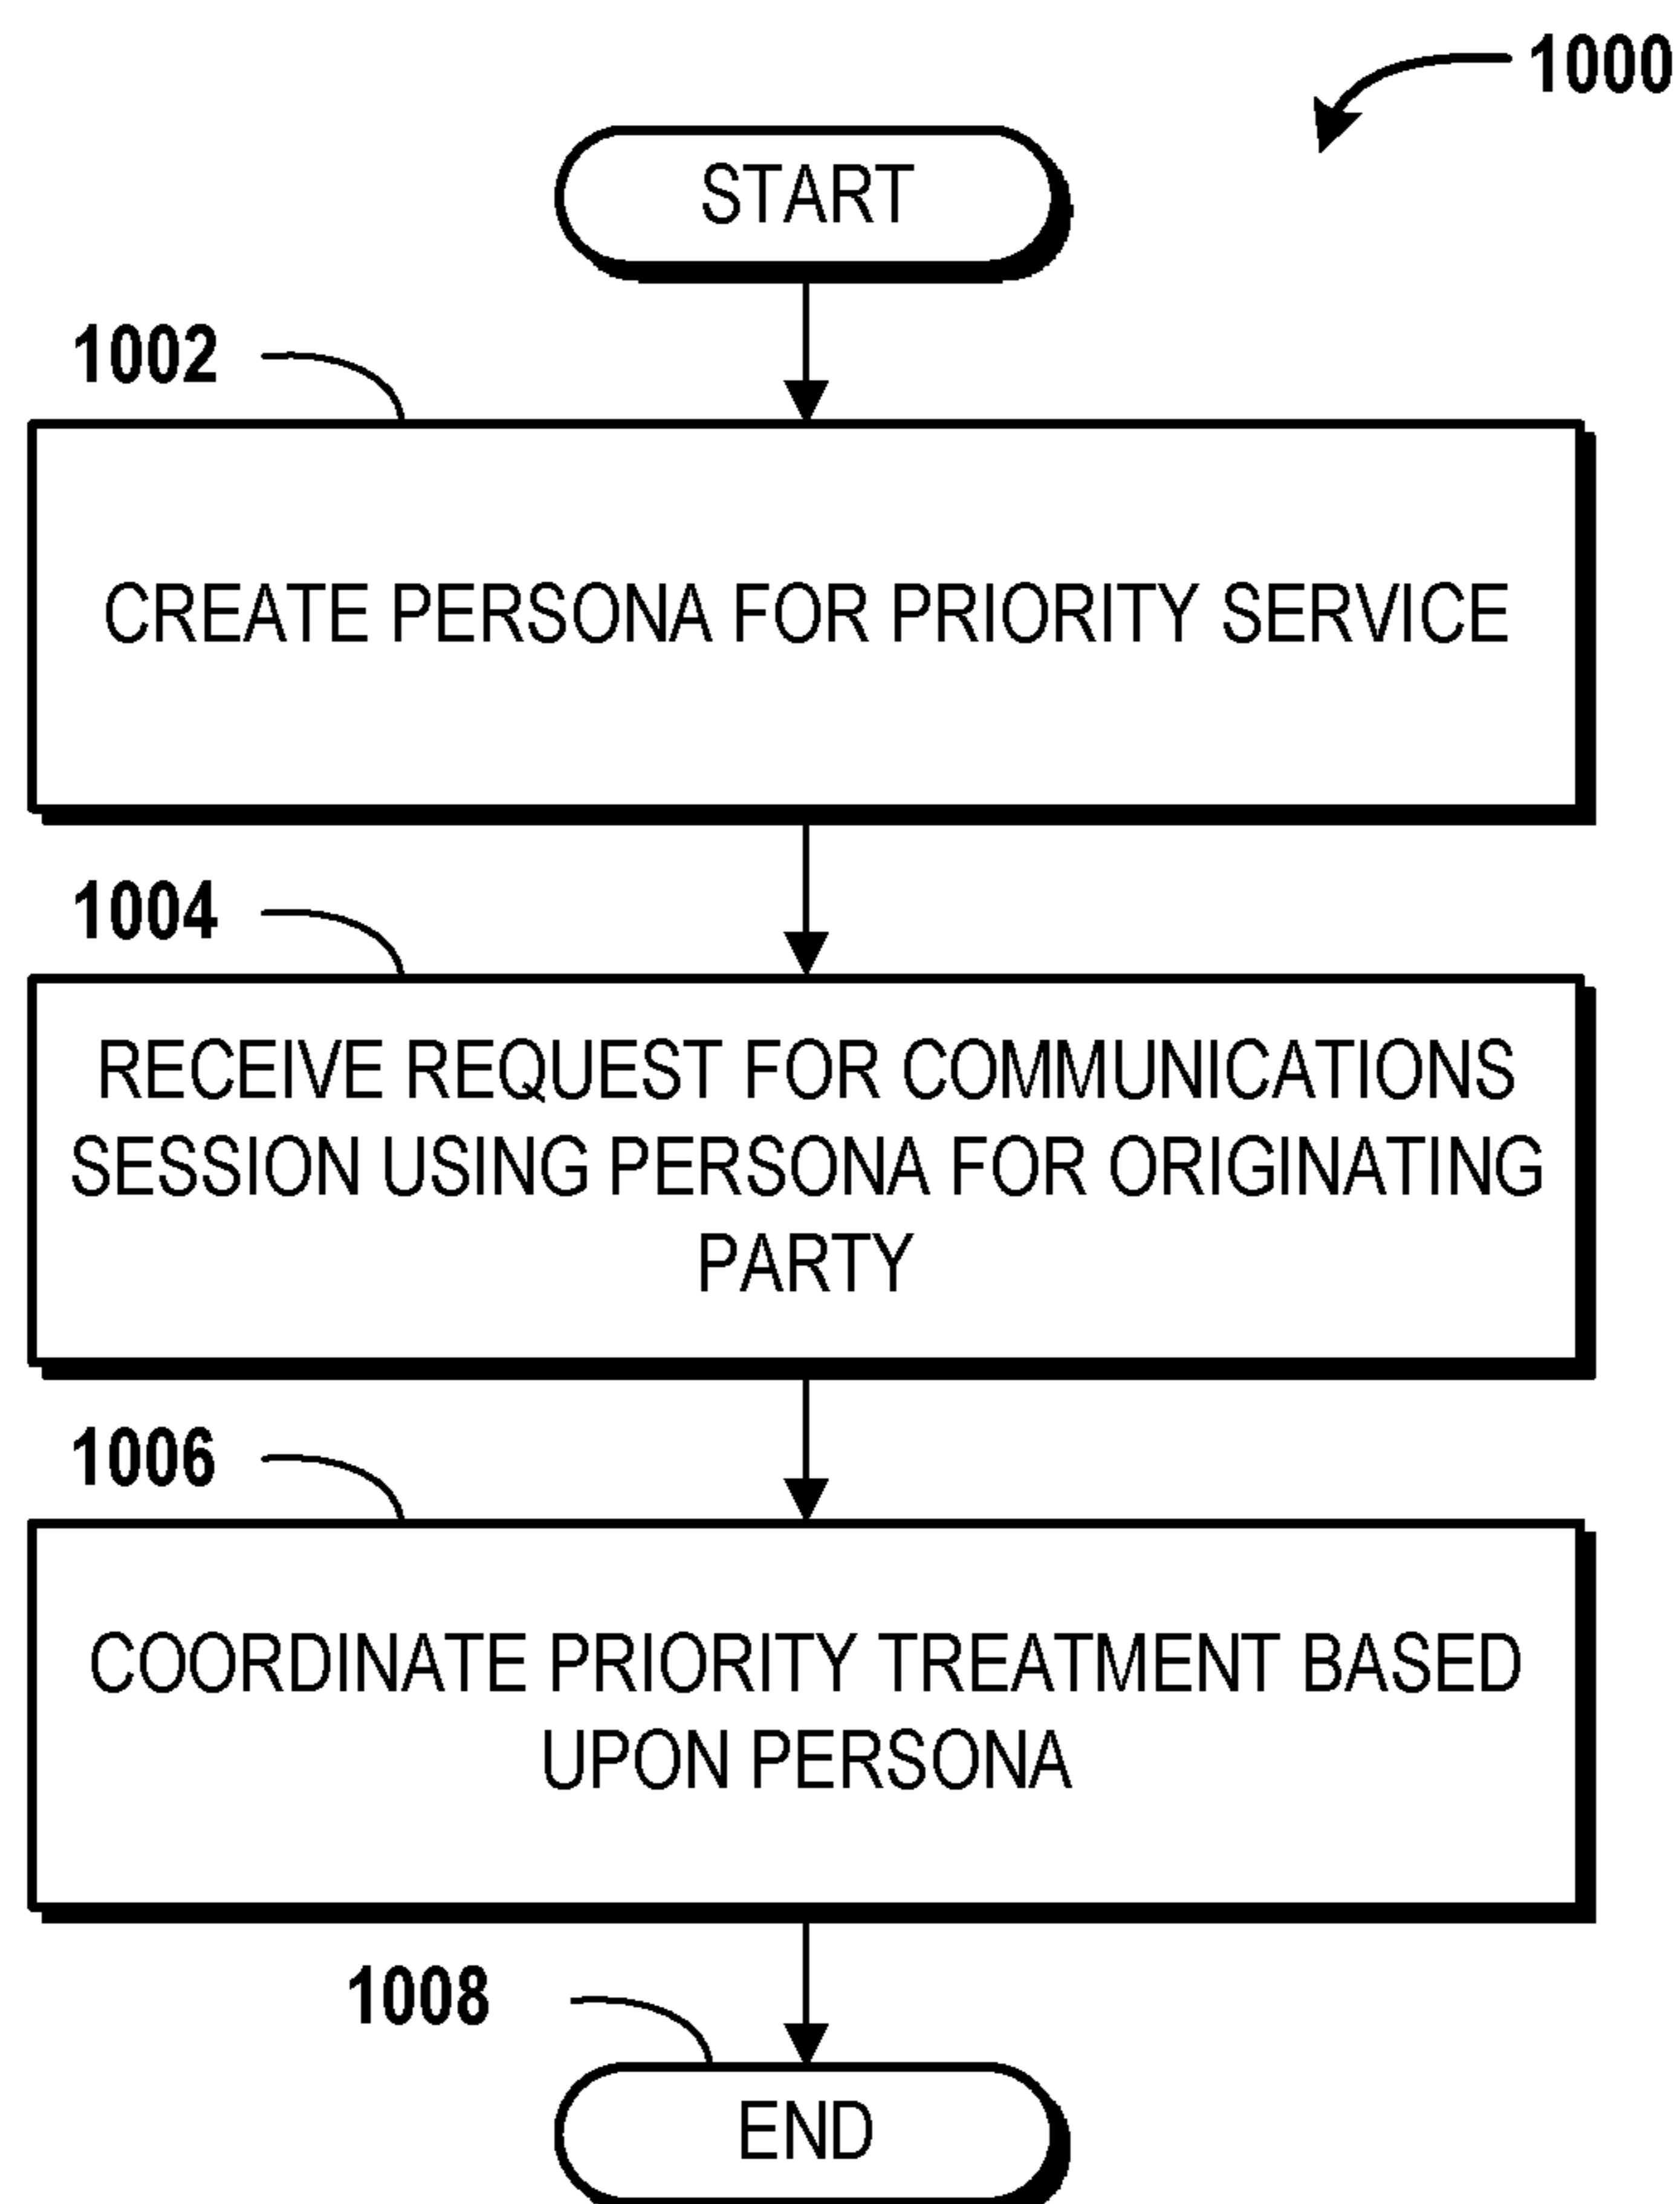 1000
START
1002
CREATE PERSONA FOR PRIORITY SERVICE
1004
RECEIVE REQUEST FOR COMMUNICATIONS
SESSION USING PERSONA FOR ORIGINATING
PARTY
1006
COORDINATE PRIORITY TREATMENT BASED
UPON PERSONA
1008
END